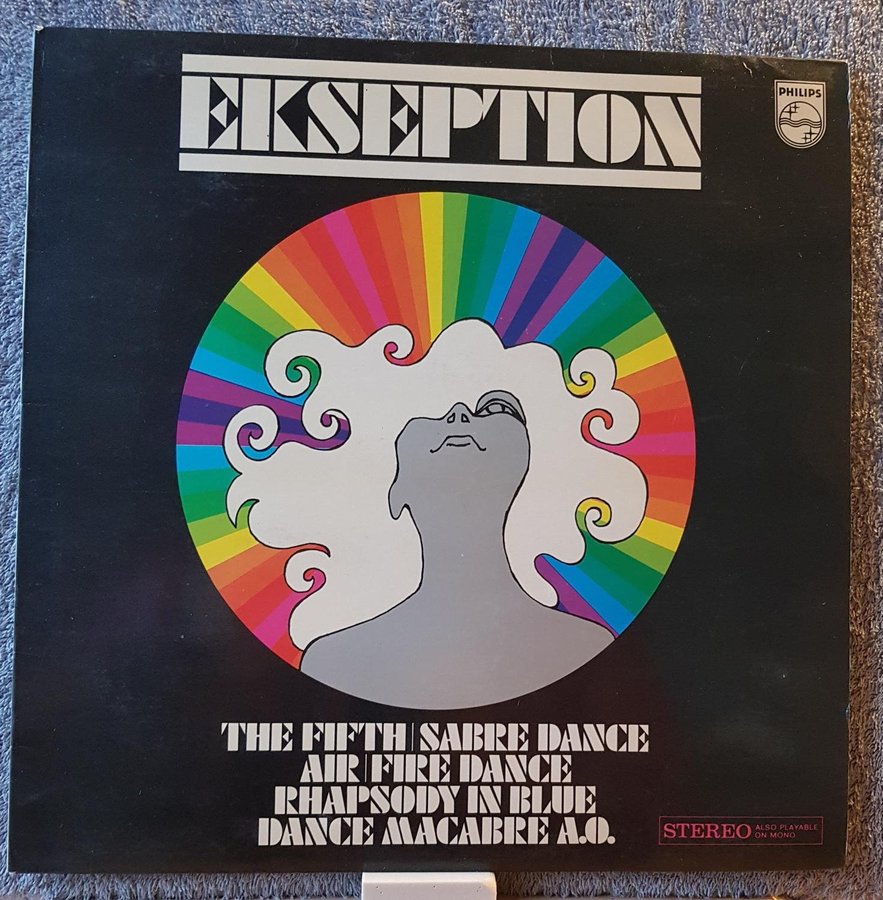 EKSEPTION
PHILIPS
THE FIFTH | SABRE DANCE
AIR | FIRE DANCE
RHAPSODY IN BLUE
DANCE MACABRE A.O.
STEREO ALSO PLAYABLE
ON MONO